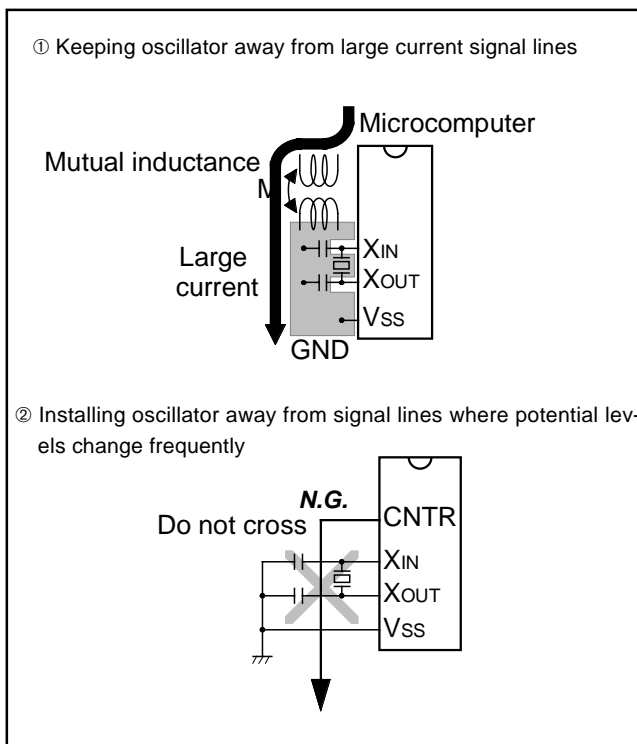 ① Keeping oscillator away from large current signal lines
Microcomputer
Mutual inductance
M
XIN
Large
current
XOUT
VSS
GND
② Installing oscillator away from signal lines where potential lev-
els change frequently
N.G.
Do not cross
CNTR
XIN
XOUT
VSS